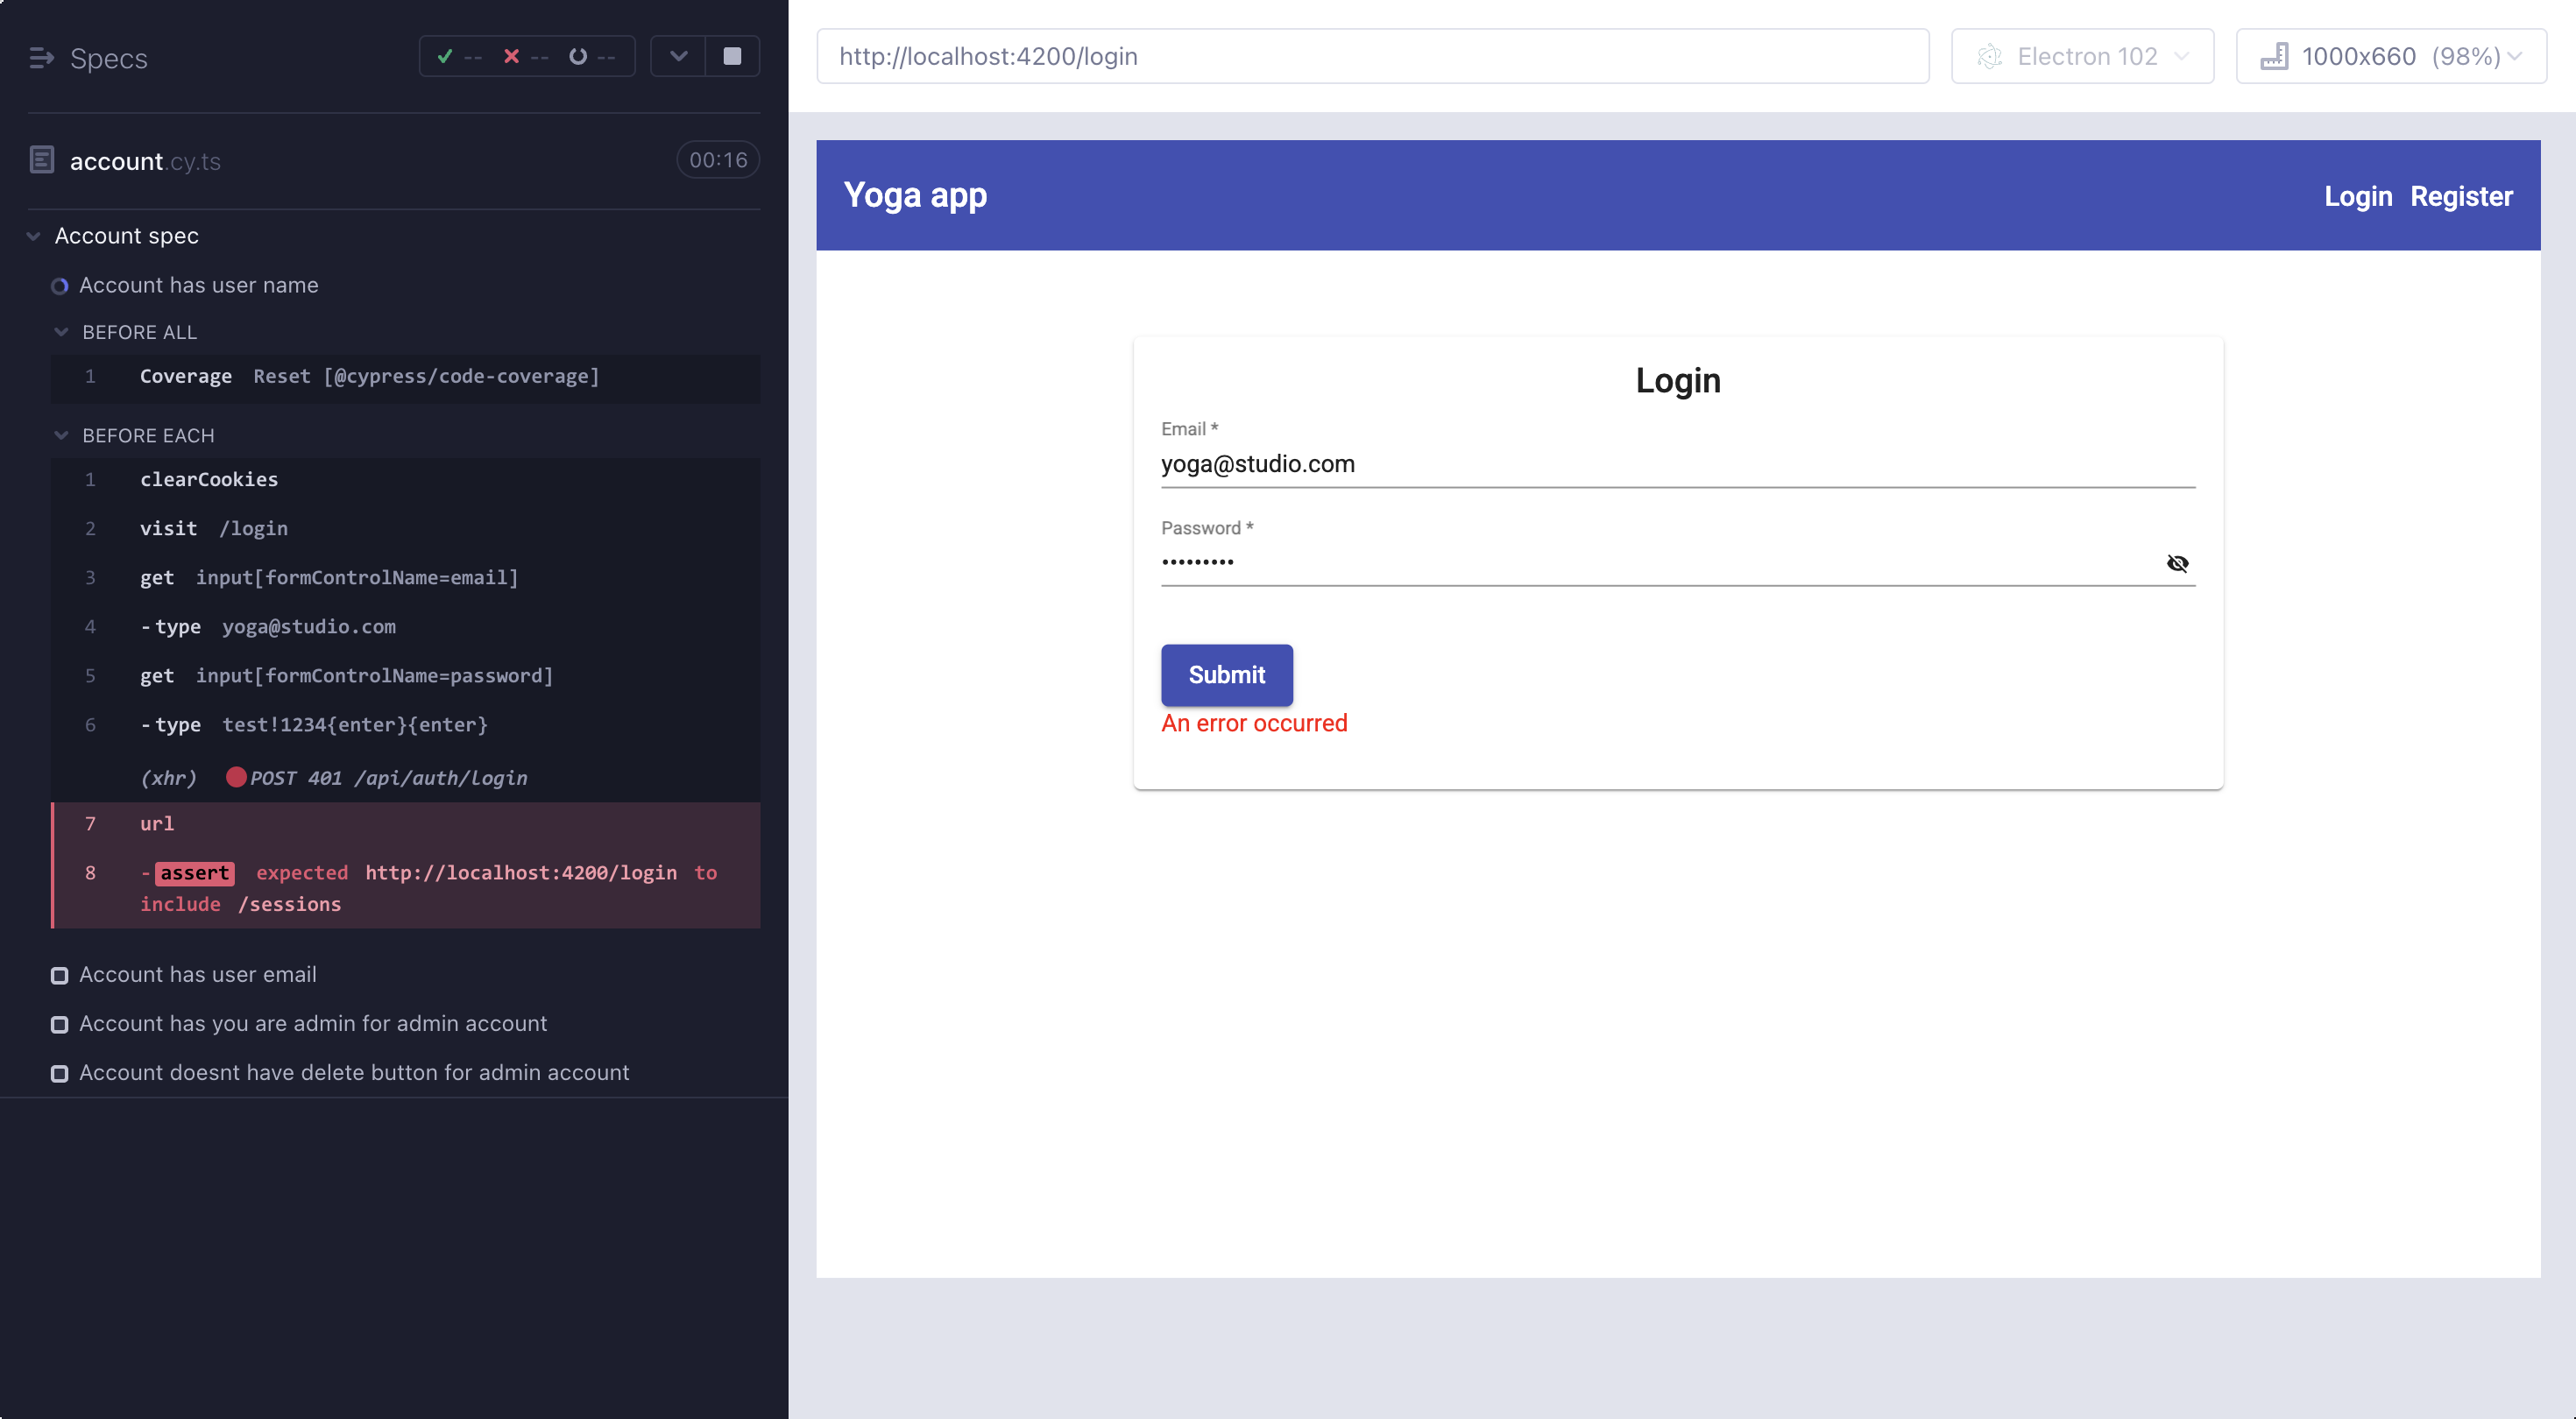 Specs
-- -- --
account.cy.ts 00:16
Account spec
Account has user name
BEFORE ALL
1 Coverage Reset [@cypress/code-coverage]
BEFORE EACH
1 clearCookies
2 visit /login
3 get input[formControlName=email]
4 -type yoga@studio.com
5 get input[formControlName=password]
6 -type test!1234{enter}{enter}
(xhr) POST 401 /api/auth/login
7 url
8 -assert expected http://localhost:4200/login to
include /sessions
Account has user email
Account has you are admin for admin account
Account doesnt have delete button for admin account
http://localhost:4200/login
Electron 102
1000x660 (98%)
Yoga app
Login Register
Login
Email *
yoga@studio.com
Password *
•••••••••
Submit
An error occurred